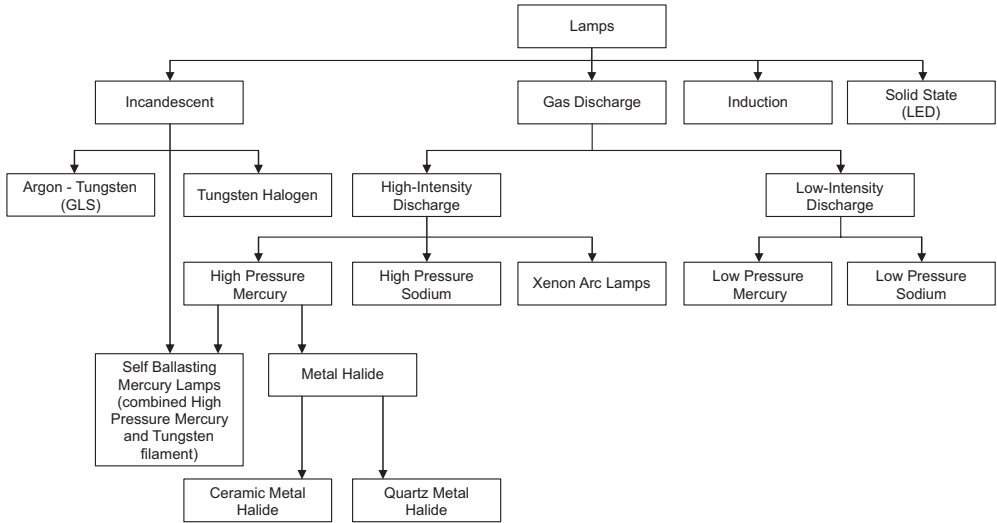 Lamps
Incandescent
Gas Discharge
Induction
Solid State
(LED)
Argon - Tungsten
(GLS)
Tungsten Halogen
High-Intensity
Discharge
Low-Intensity
Discharge
High Pressure
Mercury
High Pressure
Sodium
Xenon Arc Lamps
Low Pressure
Mercury
Low Pressure
Sodium
Self Ballasting
Mercury Lamps
(combined High
Pressure Mercury
and Tungsten
filament)
Metal Halide
Ceramic Metal
Halide
Quartz Metal
Halide